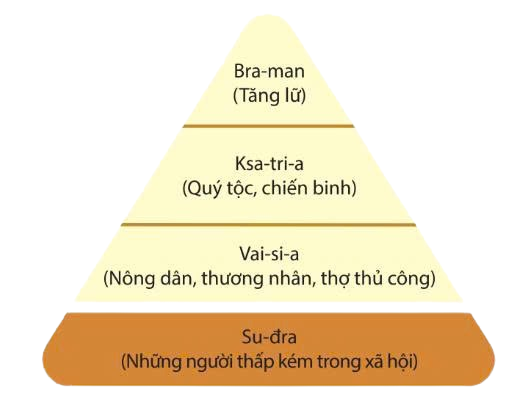 Bra-man
(Tăng lữ)
Ksa-tri-a
(Quý tộc, chiến binh)
Vai-si-a
(Nông dân, thương nhân, thợ thủ công)
Su-đra
(Những người thấp kém trong xã hội)